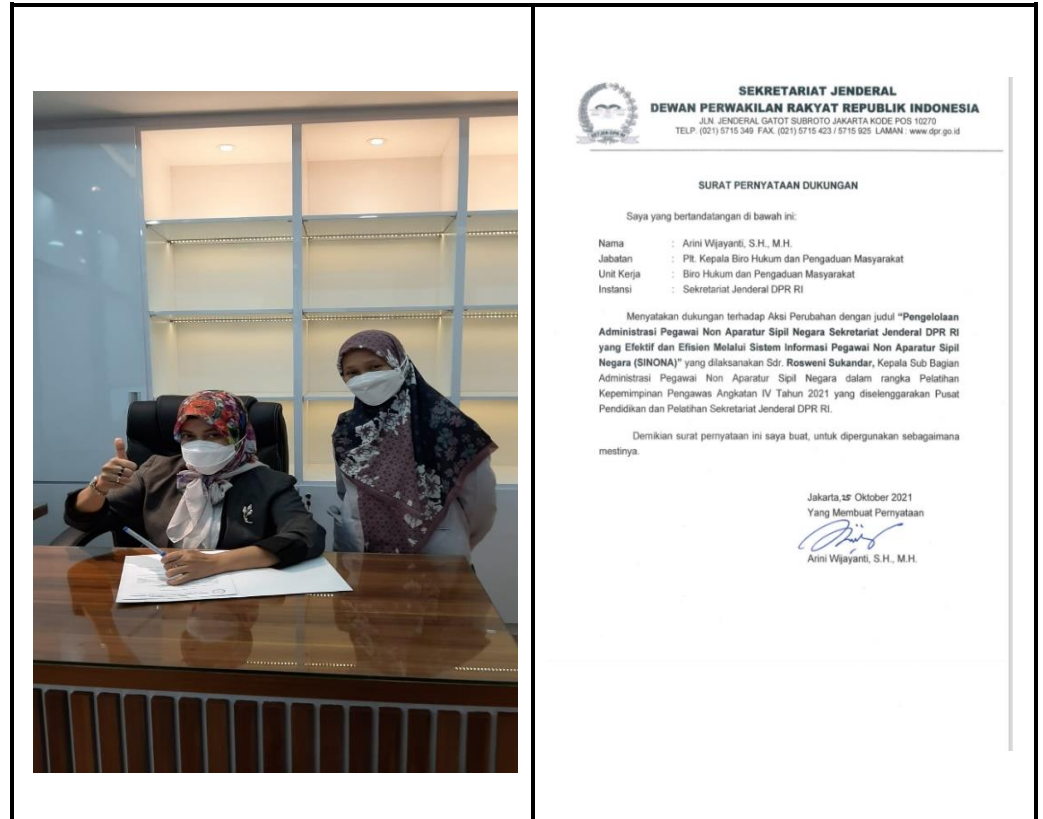 SEKRETARIAT JENDERAL
DEWAN PERWAKILAN RAKYAT REPUBLIK INDONESIA
JLN. JENDERAL GATOT SUBROTO JAKARTA KODE POS 10270
TELP. (021) 5715 349 FAX. (021) 5715 423 / 5715 925 LAMAN : www.dpr.go.id
SURAT PERNYATAAN DUKUNGAN
Saya yang bertandatangan di bawah ini:
Nama : Arini Wijayanti, S.H., M.H.
Jabatan : Plt. Kepala Biro Hukum dan Pengaduan Masyarakat
Unit Kerja : Biro Hukum dan Pengaduan Masyarakat
Instansi : Sekretariat Jenderal DPR RI
Menyatakan dukungan terhadap Aksi Perubahan dengan judul "Pengelolaan
Administrasi Pegawai Non Aparatur Sipil Negara Sekretariat Jenderal DPR RI
yang Efektif dan Efisien Melalui Sistem Informasi Pegawai Non Aparatur Sipil
Negara (SINONA)" yang dilaksanakan Sdr. Rosweni Sukandar, Kepala Sub Bagian
Administrasi Pegawai Non Aparatur Sipil Negara dalam rangka Pelatihan
Kepemimpinan Pengawas Angkatan IV Tahun 2021 yang diselenggarakan Pusat
Pendidikan dan Pelatihan Sekretariat Jenderal DPR RI.
Demikian surat pernyataan ini saya buat, untuk dipergunakan sebagaimana
mestinya.
Jakarta, 25 Oktober 2021
Yang Membuat Pernyataan
Arini Wijayanti, S.H., M.H.